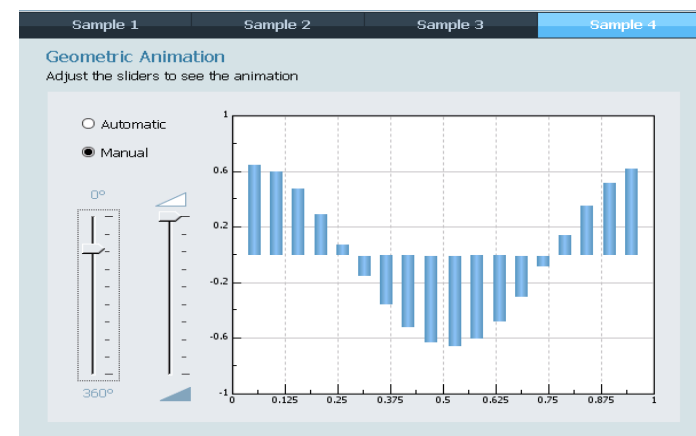 Sample 1 Sample 2 Sample 3 Sample 4
Geometric Animation
Adjust the sliders to see the animation
Automatic
Manual
0°
360°
1
0.6
0.2
-0.2
-0.6
-1
0 0.125 0.25 0.375 0.5 0.625 0.75 0.875 1